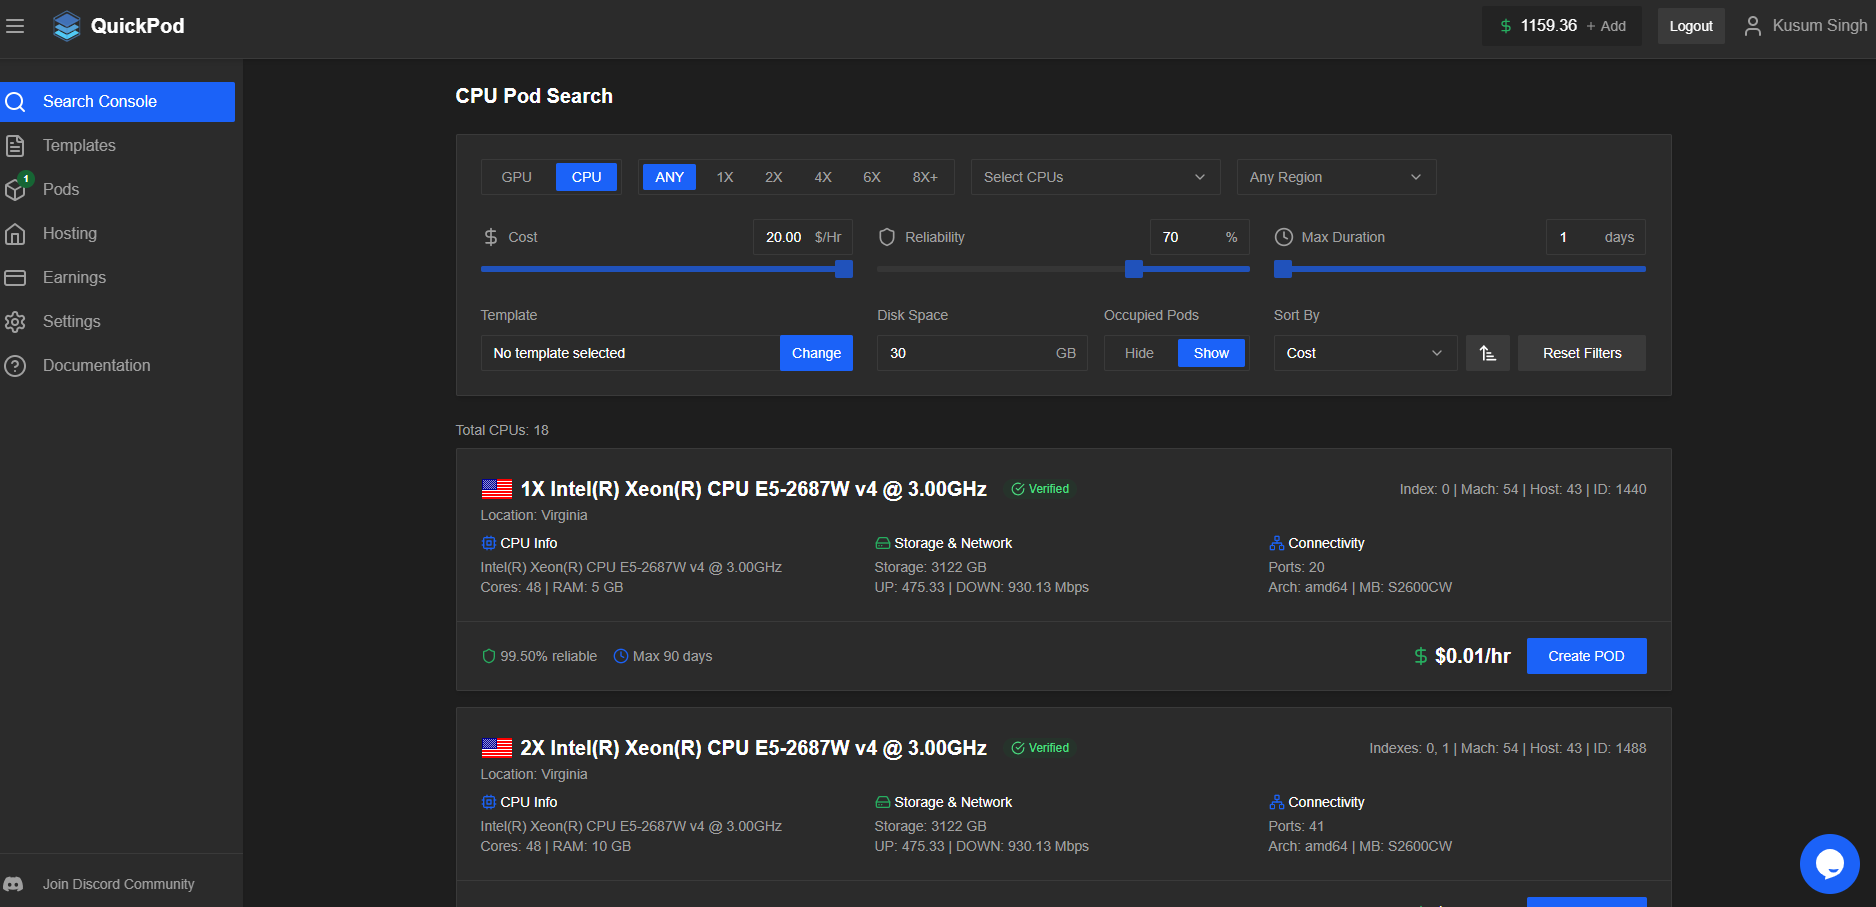 QuickPod
1159.36 + Add
Logout
Kusum Singh
Search Console
Templates
1
Pods
Hosting
Earnings
Settings
Documentation
Join Discord Community
CPU Pod Search
GPU CPU
ANY 1X 2X 4X 6X 8X+
Select CPUs
Any Region
Cost 20.00 $/Hr
Reliability 70 %
Max Duration 1 days
Template
No template selected Change
Disk Space
30 GB
Occupied Pods
Hide Show
Sort By
Cost
Reset Filters
Total CPUs: 18
1X Intel(R) Xeon(R) CPU E5-2687W v4 @ 3.00GHz Verified
Index: 0 | Mach: 54 | Host: 43 | ID: 1440
Location: Virginia
CPU Info
Intel(R) Xeon(R) CPU E5-2687W v4 @ 3.00GHz
Cores: 48 | RAM: 5 GB
Storage & Network
Storage: 3122 GB
UP: 475.33 | DOWN: 930.13 Mbps
Connectivity
Ports: 20
Arch: amd64 | MB: S2600CW
99.50% reliable
Max 90 days
$ $0.01/hr
Create POD
2X Intel(R) Xeon(R) CPU E5-2687W v4 @ 3.00GHz Verified
Indexes: 0, 1 | Mach: 54 | Host: 43 | ID: 1488
Location: Virginia
CPU Info
Intel(R) Xeon(R) CPU E5-2687W v4 @ 3.00GHz
Cores: 48 | RAM: 10 GB
Storage & Network
Storage: 3122 GB
UP: 475.33 | DOWN: 930.13 Mbps
Connectivity
Ports: 41
Arch: amd64 | MB: S2600CW